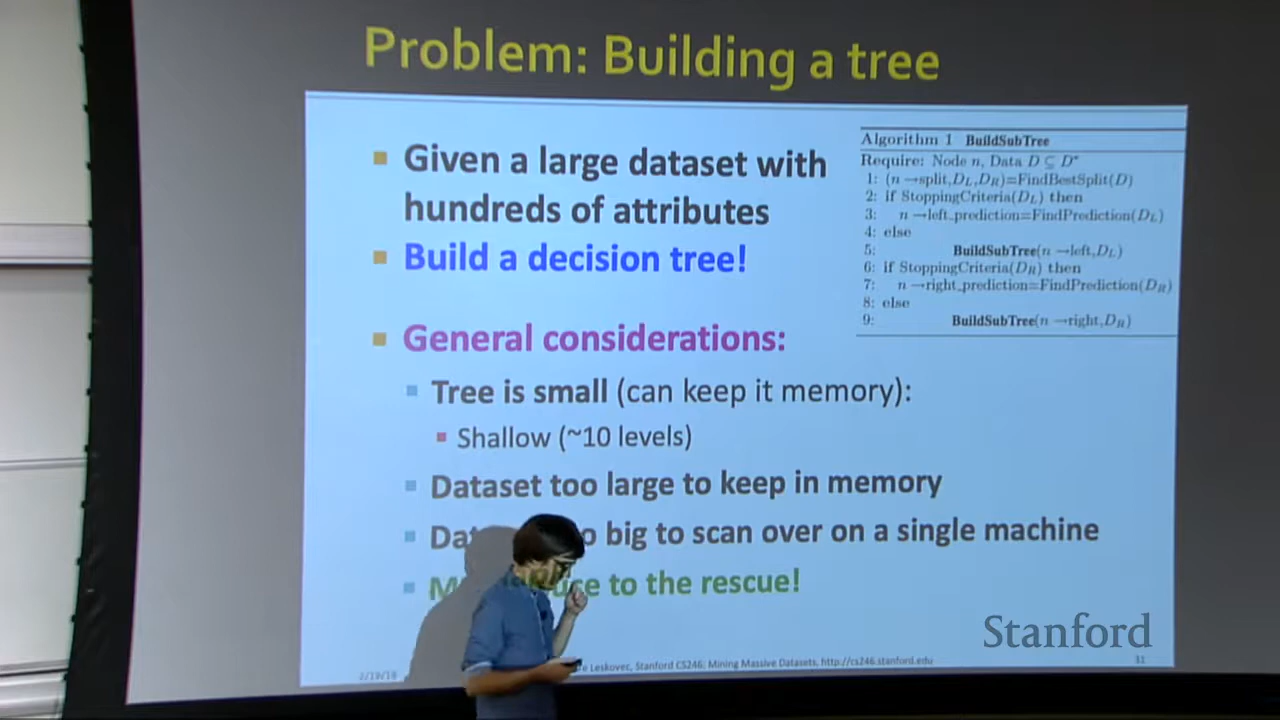 Problem: Building a tree
Given a large dataset with
hundreds of attributes
Build a decision tree!
General considerations:
Tree is small (can keep it memory):
Shallow (~10 levels)
Dataset too large to keep in memory
big to scan over on a single machine
to the rescue!
Algorithm 1 BuildSubTree
Require: Node n, Data D ⊆ D*
1: (n →split,D_L,D_R)=FindBestSplit(D)
2: if StoppingCriteria(D_L) then
3: n →left_prediction=FindPrediction(D_L)
4: else
5: BuildSubTree(n →left,D_L)
6: if StoppingCriteria(D_R) then
7: n →right_prediction=FindPrediction(D_R)
8: else
9: BuildSubTree(n →right,D_R)
Stanford
2/19/18
Leskovec, Stanford CS246: Mining Massive Datasets, http://cs246.stanford.edu
31